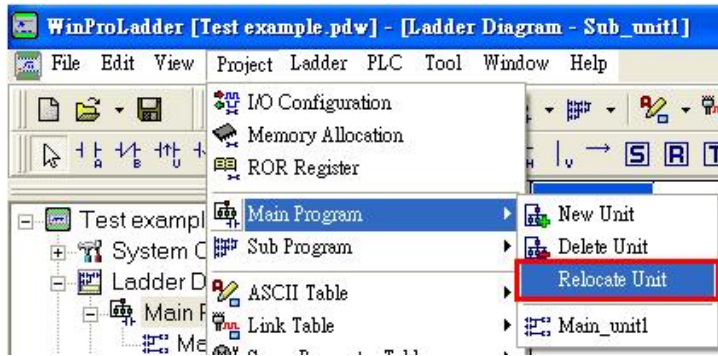 WinProLadder [Test example.pdw] - [Ladder Diagram - Sub_unit1]
File Edit View Project Ladder PLC Tool Window Help
I/O Configuration
Memory Allocation
ROR Register
Main Program
Sub Program
ASCII Table
Link Table
New Unit
Delete Unit
Relocate Unit
Main_unit1
A B U
S R T
Test exampl
System C
Ladder D
Main P
Ma